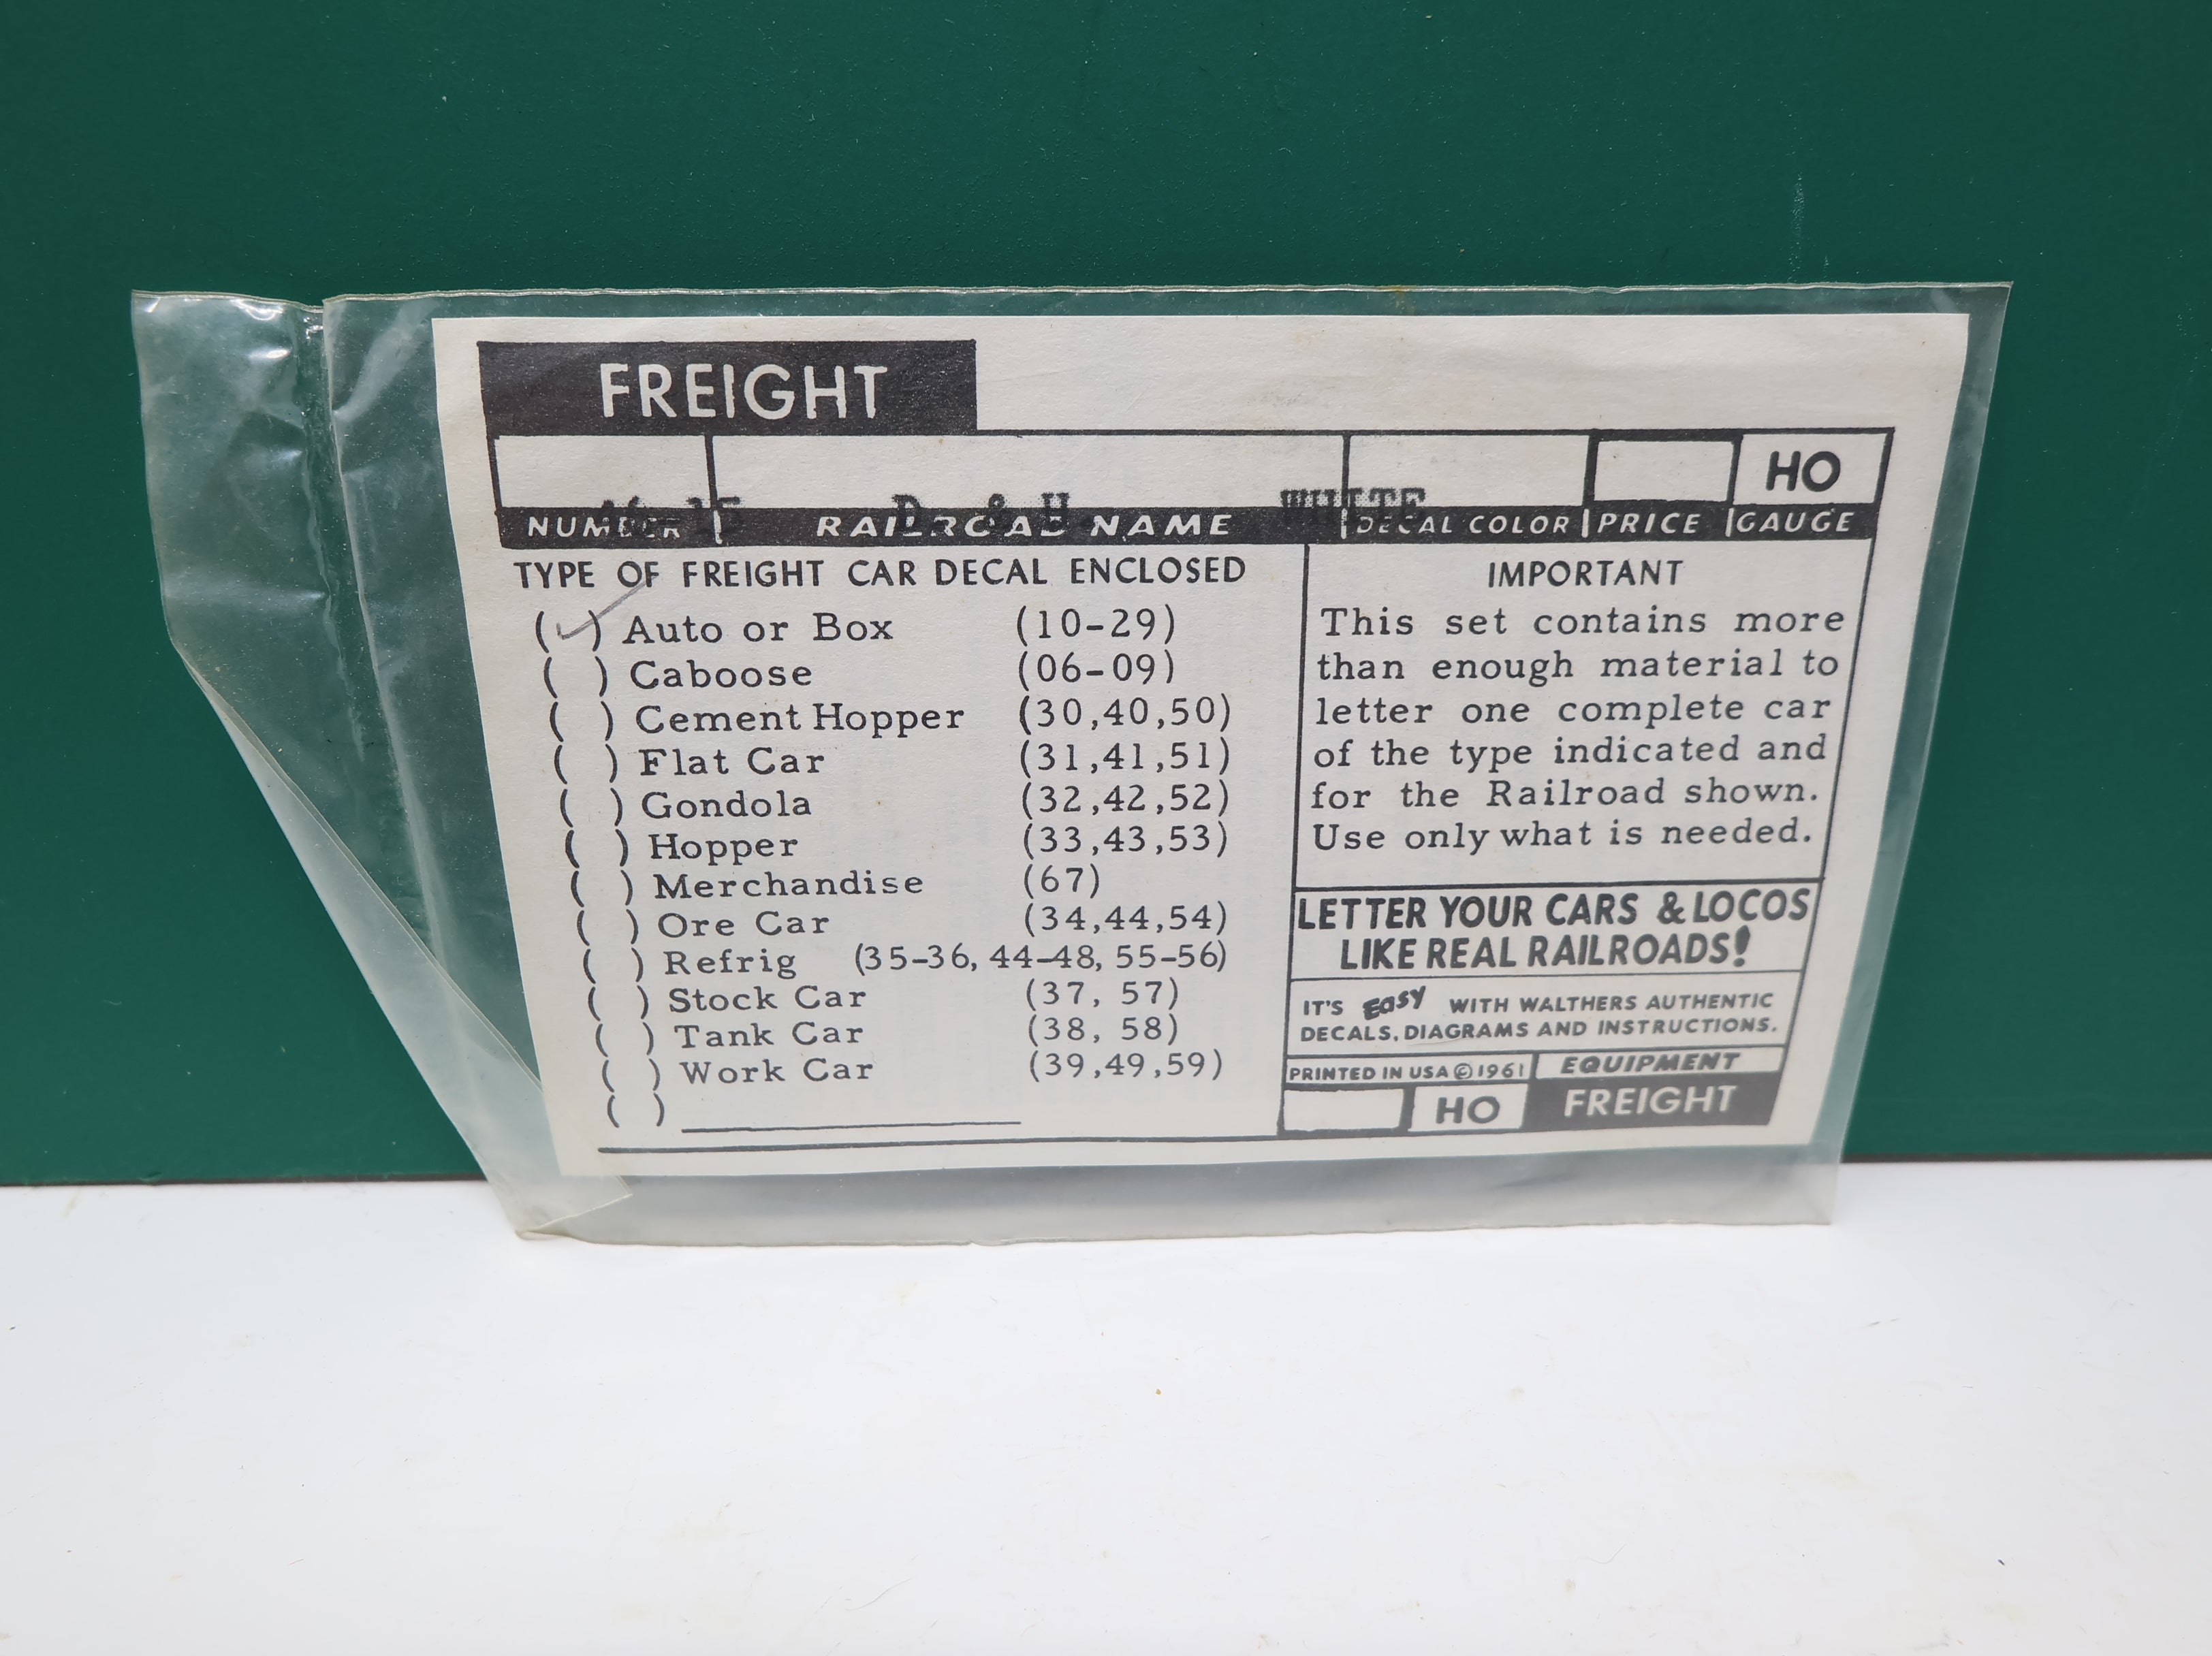 FREIGHT
HO
D. & H. WHITE
NUMBER RAILROAD NAME DECAL COLOR PRICE GAUGE
TYPE OF FREIGHT CAR DECAL ENCLOSED
(✓) Auto or Box (10-29)
( ) Caboose (06-09)
( ) Cement Hopper (30,40,50)
( ) Flat Car (31,41,51)
( ) Gondola (32,42,52)
( ) Hopper (33,43,53)
( ) Merchandise (67)
( ) Ore Car (34,44,54)
( ) Refrig (35-36, 44-48, 55-56)
( ) Stock Car (37, 57)
( ) Tank Car (38, 58)
( ) Work Car (39,49,59)
( )
IMPORTANT
This set contains more
than enough material to
letter one complete car
of the type indicated and
for the Railroad shown.
Use only what is needed.
LETTER YOUR CARS & LOCOS
LIKE REAL RAILROADS!
IT'S EASY WITH WALTHERS AUTHENTIC
DECALS, DIAGRAMS AND INSTRUCTIONS.
PRINTED IN USA © 1961 EQUIPMENT
HO FREIGHT